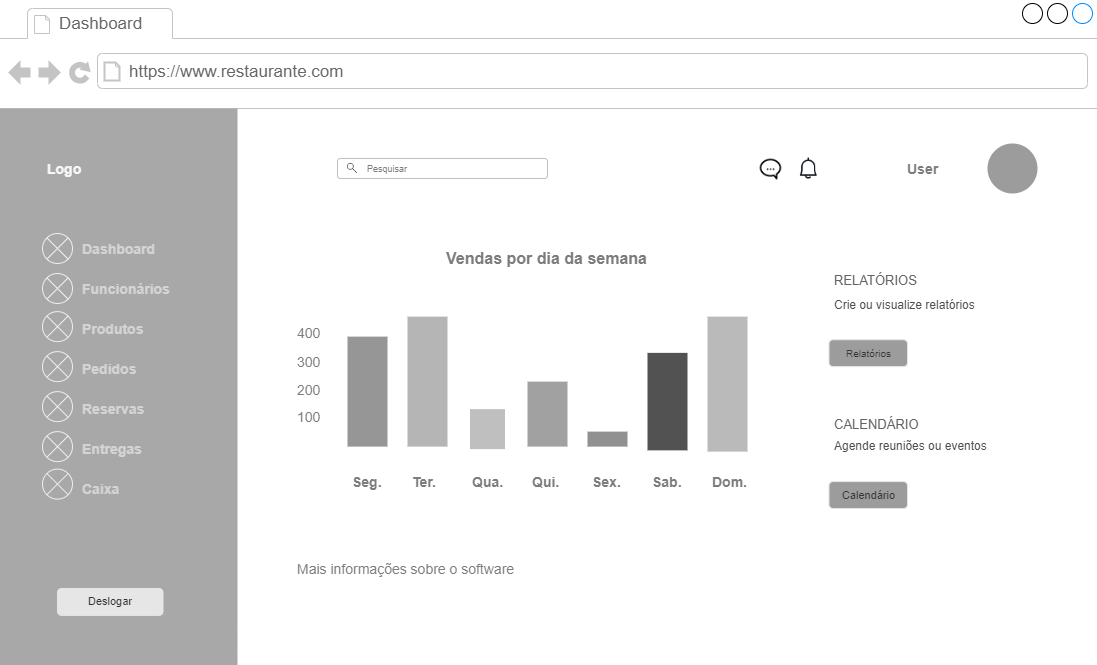 Dashboard
https://www.restaurante.com
Logo
Pesquisar
User
Dashboard
Funcionários
Produtos
Pedidos
Reservas
Entregas
Caixa
Deslogar
Vendas por dia da semana
400
300
200
100
Seg. Ter. Qua. Qui. Sex. Sab. Dom.
RELATÓRIOS
Crie ou visualize relatórios
Relatórios
CALENDÁRIO
Agende reuniões ou eventos
Calendário
Mais informações sobre o software